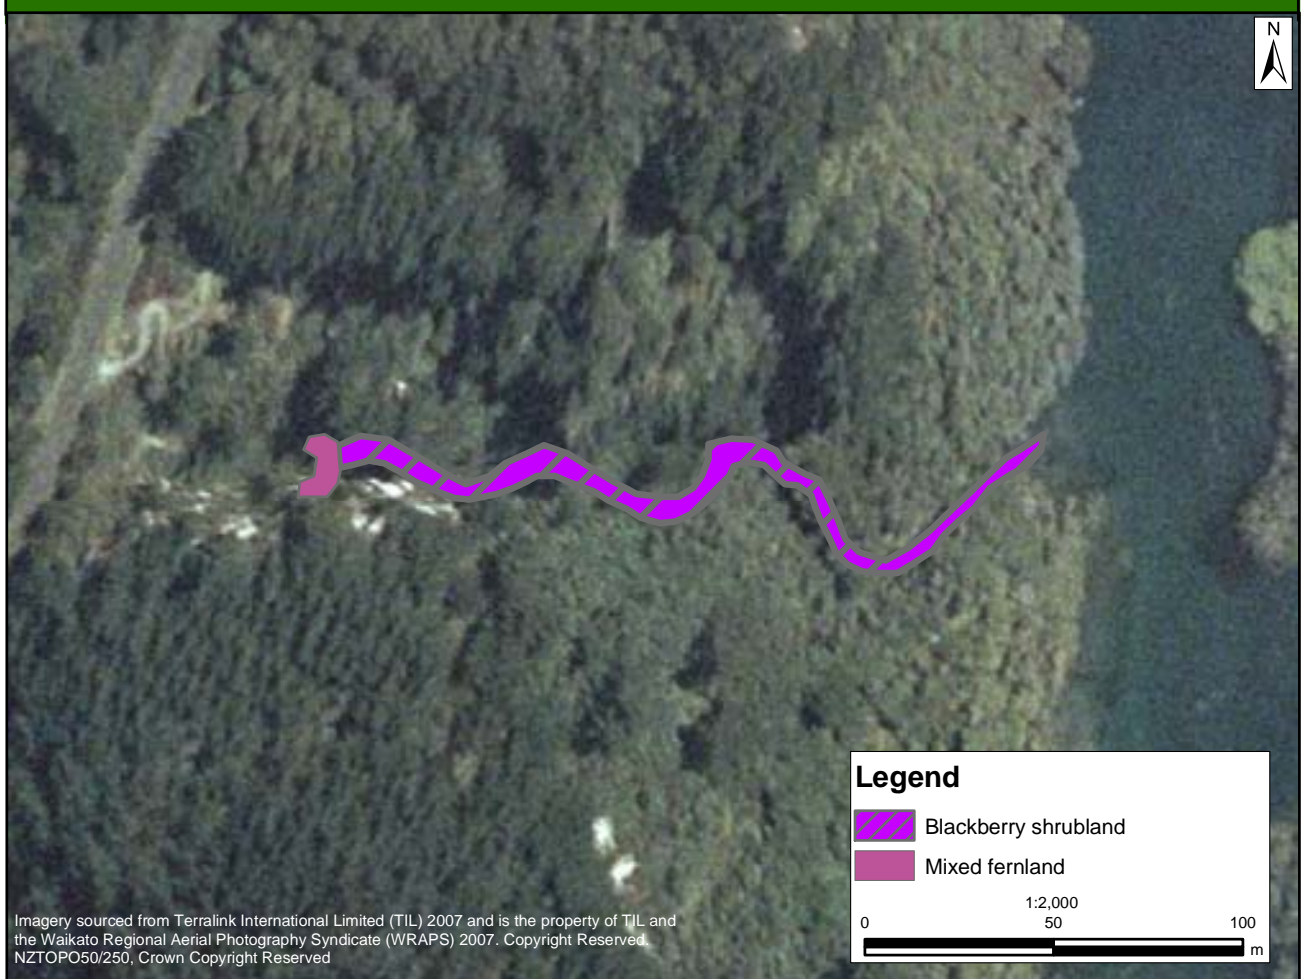 N
Legend
Blackberry shrubland
Mixed fernland
1:2,000
0 50 100
m
Imagery sourced from Terralink International Limited (TIL) 2007 and is the property of TIL and
the Waikato Regional Aerial Photography Syndicate (WRAPS) 2007. Copyright Reserved.
NZTOPO50/250, Crown Copyright Reserved